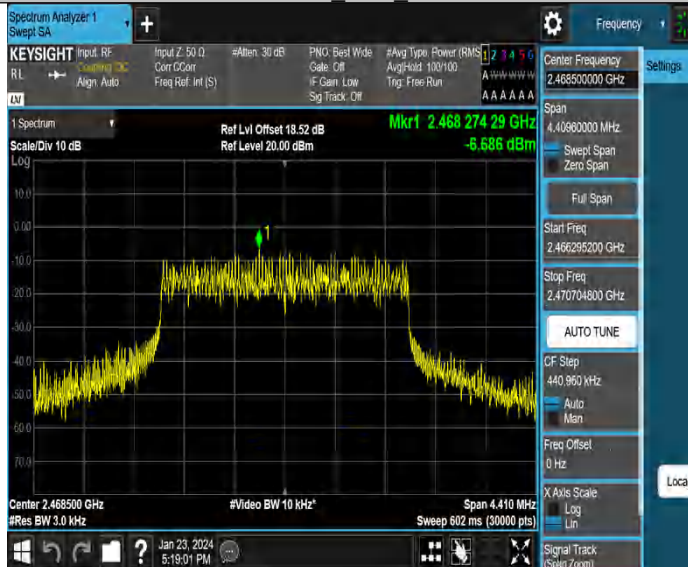 Spectrum Analyzer 1
Swept SA
Frequency
KEYSIGHT
Input: RF
Coupling: DC
Align: Auto
Input Z: 50 Ω
Corr CCorr
Freq Ref: Int (S)
#Atten: 30 dB
PNO: Best Wide
Gate: Off
IF Gain: Low
Sig Track: Off
#Avg Type: Power (RMS
Avg|Hold: 100/100
Trig: Free Run
1 2 3 4 5 6
A W W W W W
A A A A A A
RL
LXI
Center Frequency
2.468500000 GHz
Settings
Span
4.40960000 MHz
Swept Span
Zero Span
Full Span
Start Freq
2.466295200 GHz
Stop Freq
2.470704800 GHz
AUTO TUNE
CF Step
440.960 kHz
Auto
Man
Freq Offset
0 Hz
X Axis Scale
Log
Lin
Signal Track
(Span Zoom)
Loca
1 Spectrum
Scale/Div 10 dB
Log
Ref Lvl Offset 18.52 dB
Ref Level 20.00 dBm
Mkr1 2.468 274 29 GHz
-6.686 dBm
10.0
0.00
-10.0
-20.0
-30.0
-40.0
-50.0
-60.0
-70.0
1
Center 2.468500 GHz
#Res BW 3.0 kHz
#Video BW 10 kHz*
Span 4.410 MHz
Sweep 602 ms (30000 pts)
?
Jan 23, 2024
5:19:01 PM